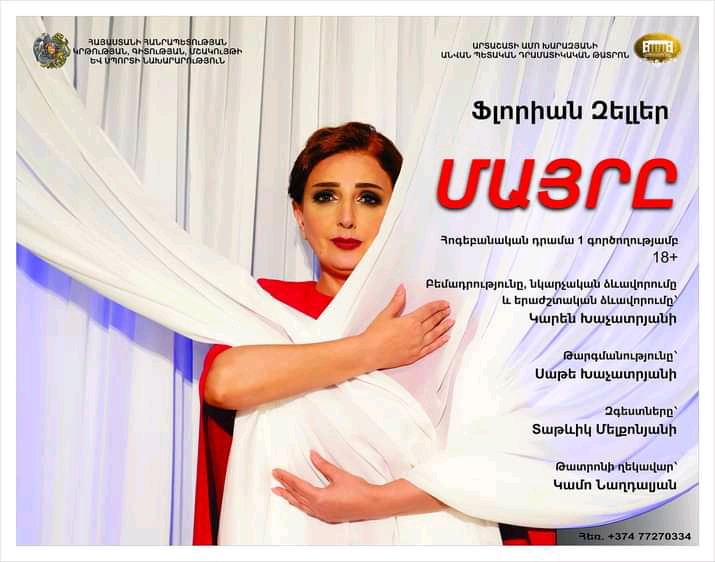 ՀԱՅԱՍՏԱՆԻ ՀԱՆՐԱՊԵՏՈՒԹՅԱՆ
ԿՐԹՈՒԹՅԱՆ, ԳԻՏՈՒԹՅԱՆ, ՄՇԱԿՈՒՅԹԻ
ԵՎ ՍՊՈՐՏԻ ՆԱԽԱՐԱՐՈՒԹՅՈՒՆ
ԱՐՏԱՇԱՏԻ ԱՄՈ ԽԱՐԱԶՅԱՆԻ
ԱՆՎԱՆ ՊԵՏԱԿԱՆ ԴՐԱՄԱՏԻԿԱԿԱՆ ԹԱՏՐՈՆ
Ֆլորիան Զելլեր
ՄԱՅՐԸ
Հոգեբանական դրամա 1 գործողությամբ
18+
Բեմադրությունը, նկարչական ձևավորումը
և երաժշտական ձևավորումը՝
Կարեն Խաչատրյանի
Թարգմանությունը՝
Սաթե Խաչատրյանի
Զգեստները՝
Տաթևիկ Մելքոնյանի
Թատրոնի ղեկավար՝
Կամո Նաղդալյան
Հեռ. +374 77270334